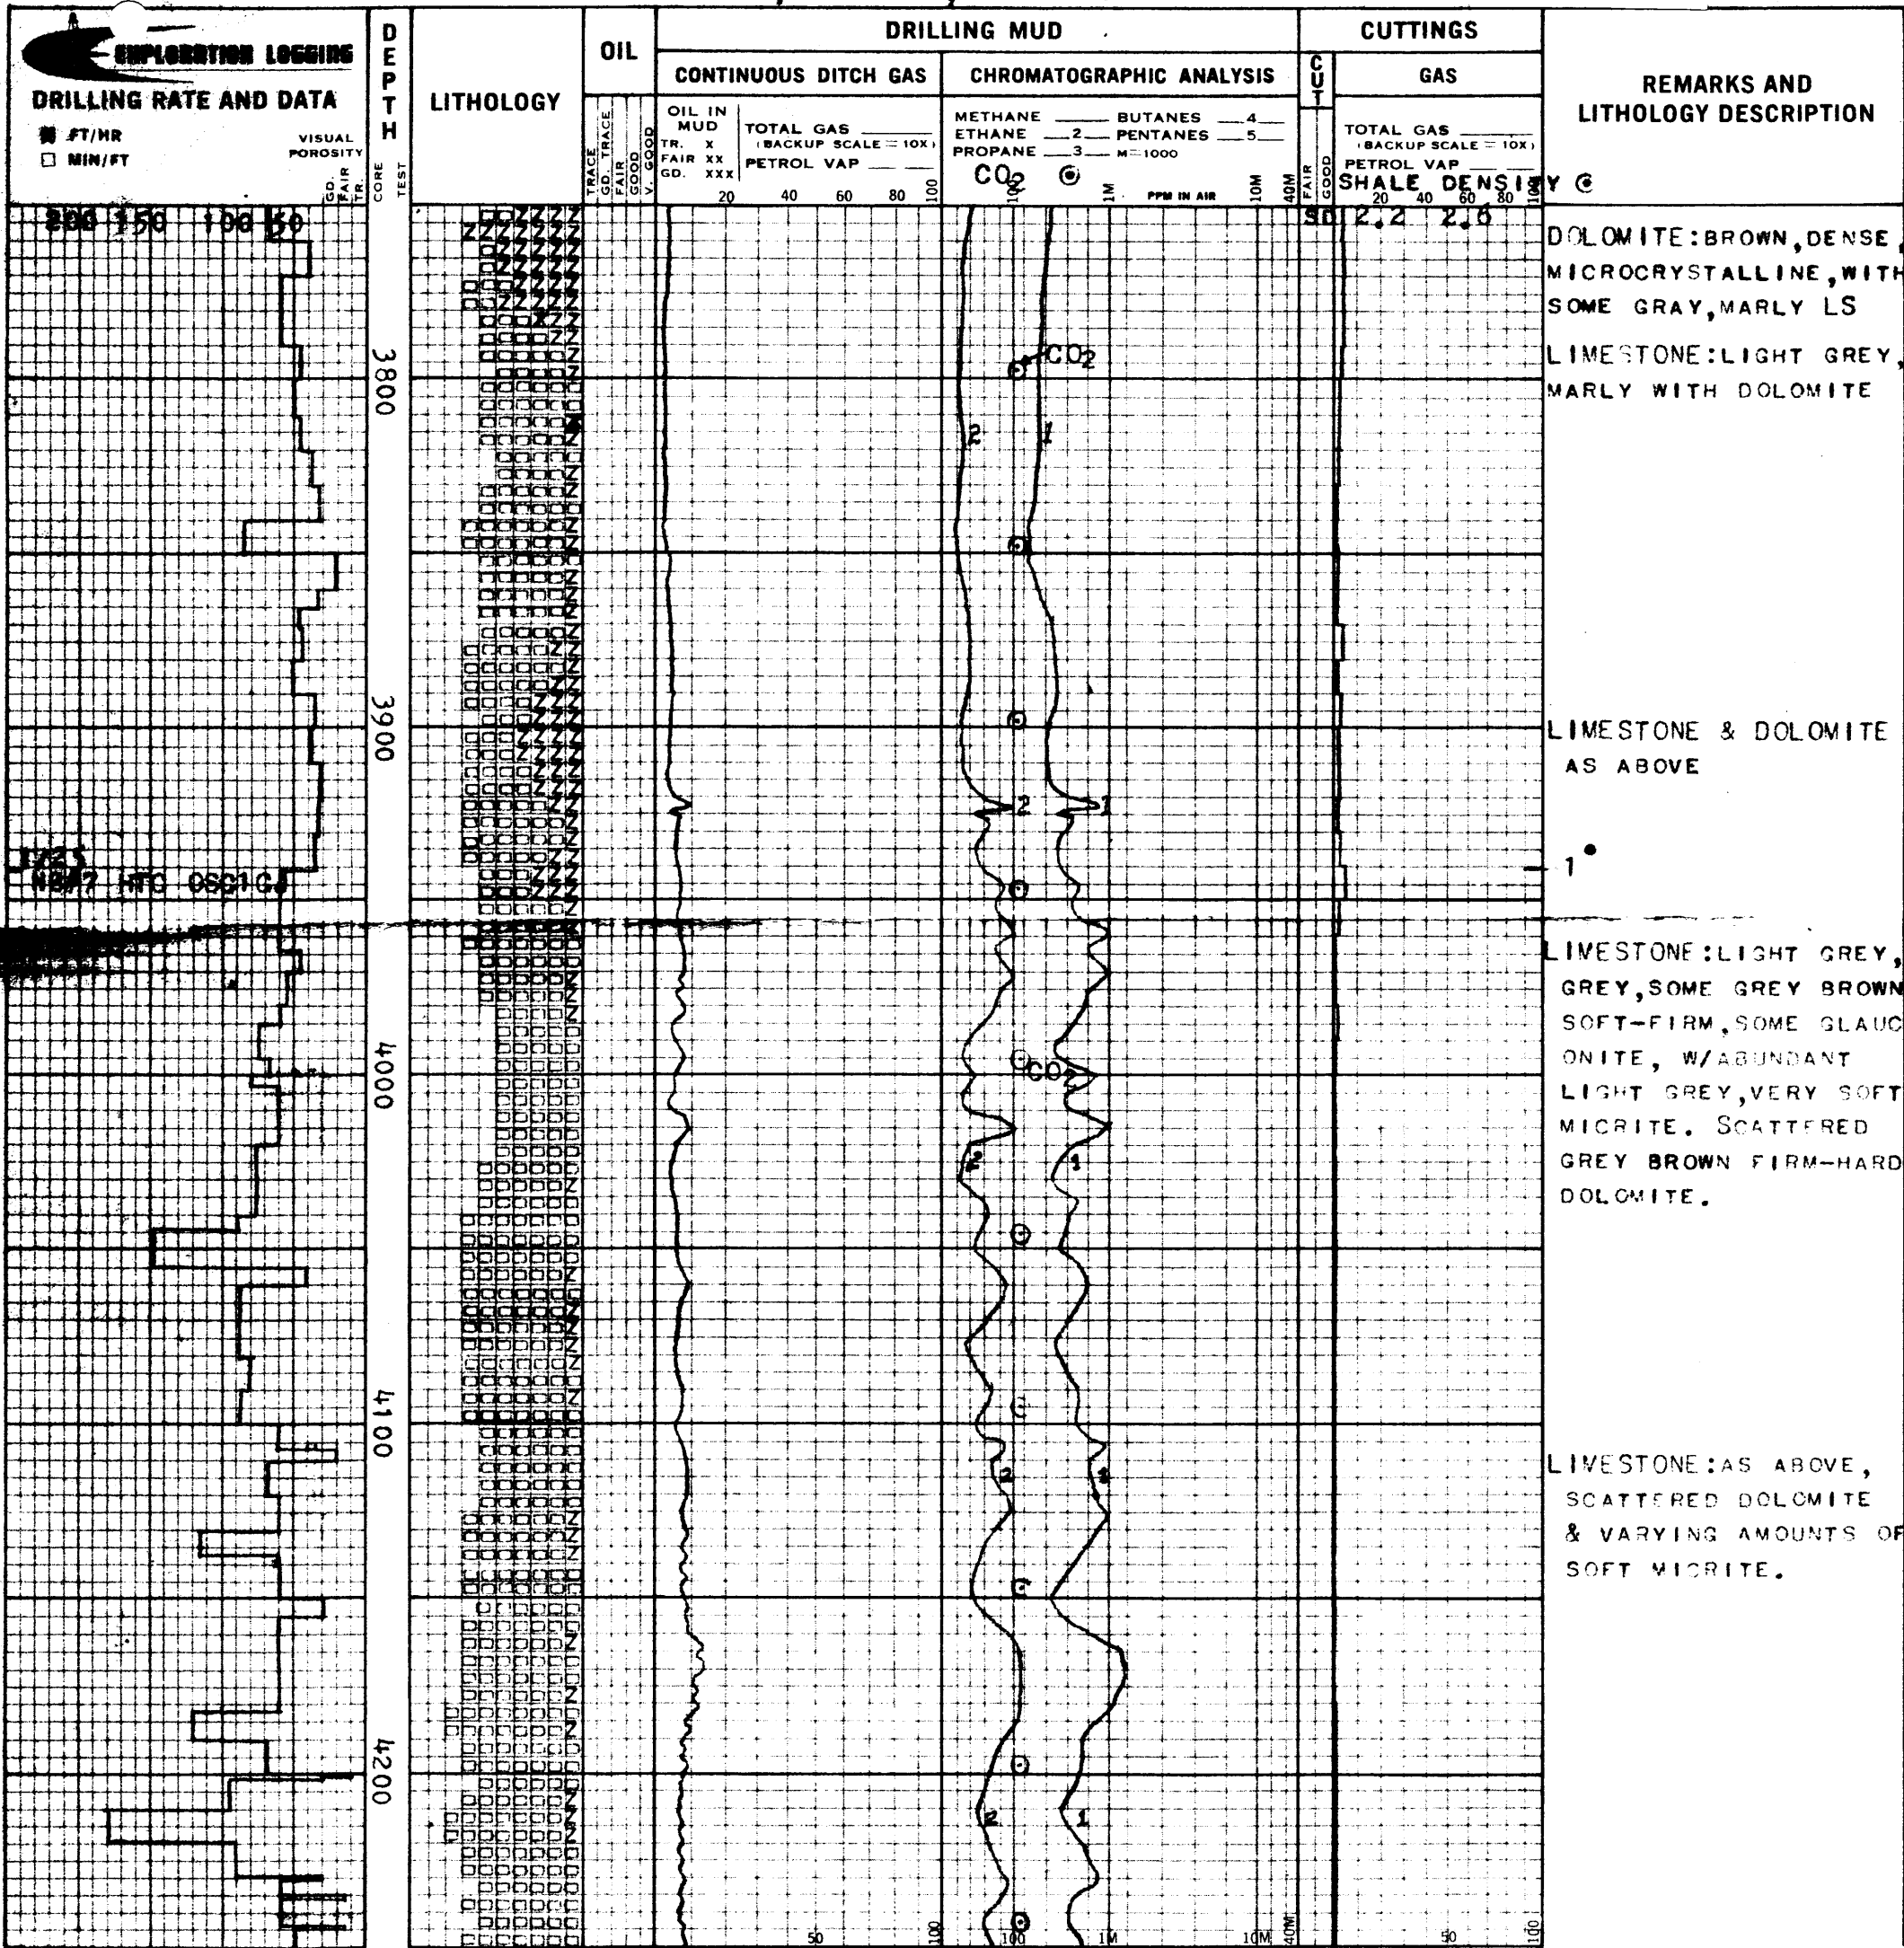 EXPLORATION LOGGING
DRILLING RATE AND DATA
FT/HR
MIN/FT
VISUAL
POROSITY
GD.
FAIR
TR.
DEPTH
CORE
TEST
LITHOLOGY
OIL
TRACE
GD. TRACE
FAIR
GOOD
V. GOOD
DRILLING MUD
CONTINUOUS DITCH GAS
OIL IN
MUD
TR. X
FAIR XX
GD. XXX
TOTAL GAS
(BACKUP SCALE = 10X)
PETROL VAP
20 40 60 80 100
CHROMATOGRAPHIC ANALYSIS
METHANE BUTANES 4
ETHANE 2 PENTANES 5
PROPANE 3 M=1000
CO2
100 1M PPM IN AIR 10M 40M
CUTTINGS
CUT
FAIR
GOOD
GAS
TOTAL GAS
(BACKUP SCALE = 10X)
PETROL VAP
SHALE DENSITY
20 40 60 80 100
REMARKS AND
LITHOLOGY DESCRIPTION
200 150 100 50
SD 2.2 2.6
DOLOMITE:BROWN,DENSE,
MICROCRYSTALLINE,WITH
SOME GRAY,MARLY LS
CO2
LIMESTONE:LIGHT GREY,
MARLY WITH DOLOMITE
3800
2 1
3900
LIMESTONE & DOLOMITE
AS ABOVE
2 1
1
LIMESTONE:LIGHT GREY,
GREY,SOME GREY BROWN
SOFT-FIRM,SOME GLAUC
ONITE, W/ABUNDANT
LIGHT GREY,VERY SOFT
MICRITE. SCATTERED
GREY BROWN FIRM-HARD
DOLOMITE.
4000
CO2
2 1
4100
2 1
LIMESTONE:AS ABOVE,
SCATTERED DOLOMITE
& VARYING AMOUNTS OF
SOFT MICRITE.
4200
2 1
50 100 100 1M 10M 40M 50 100